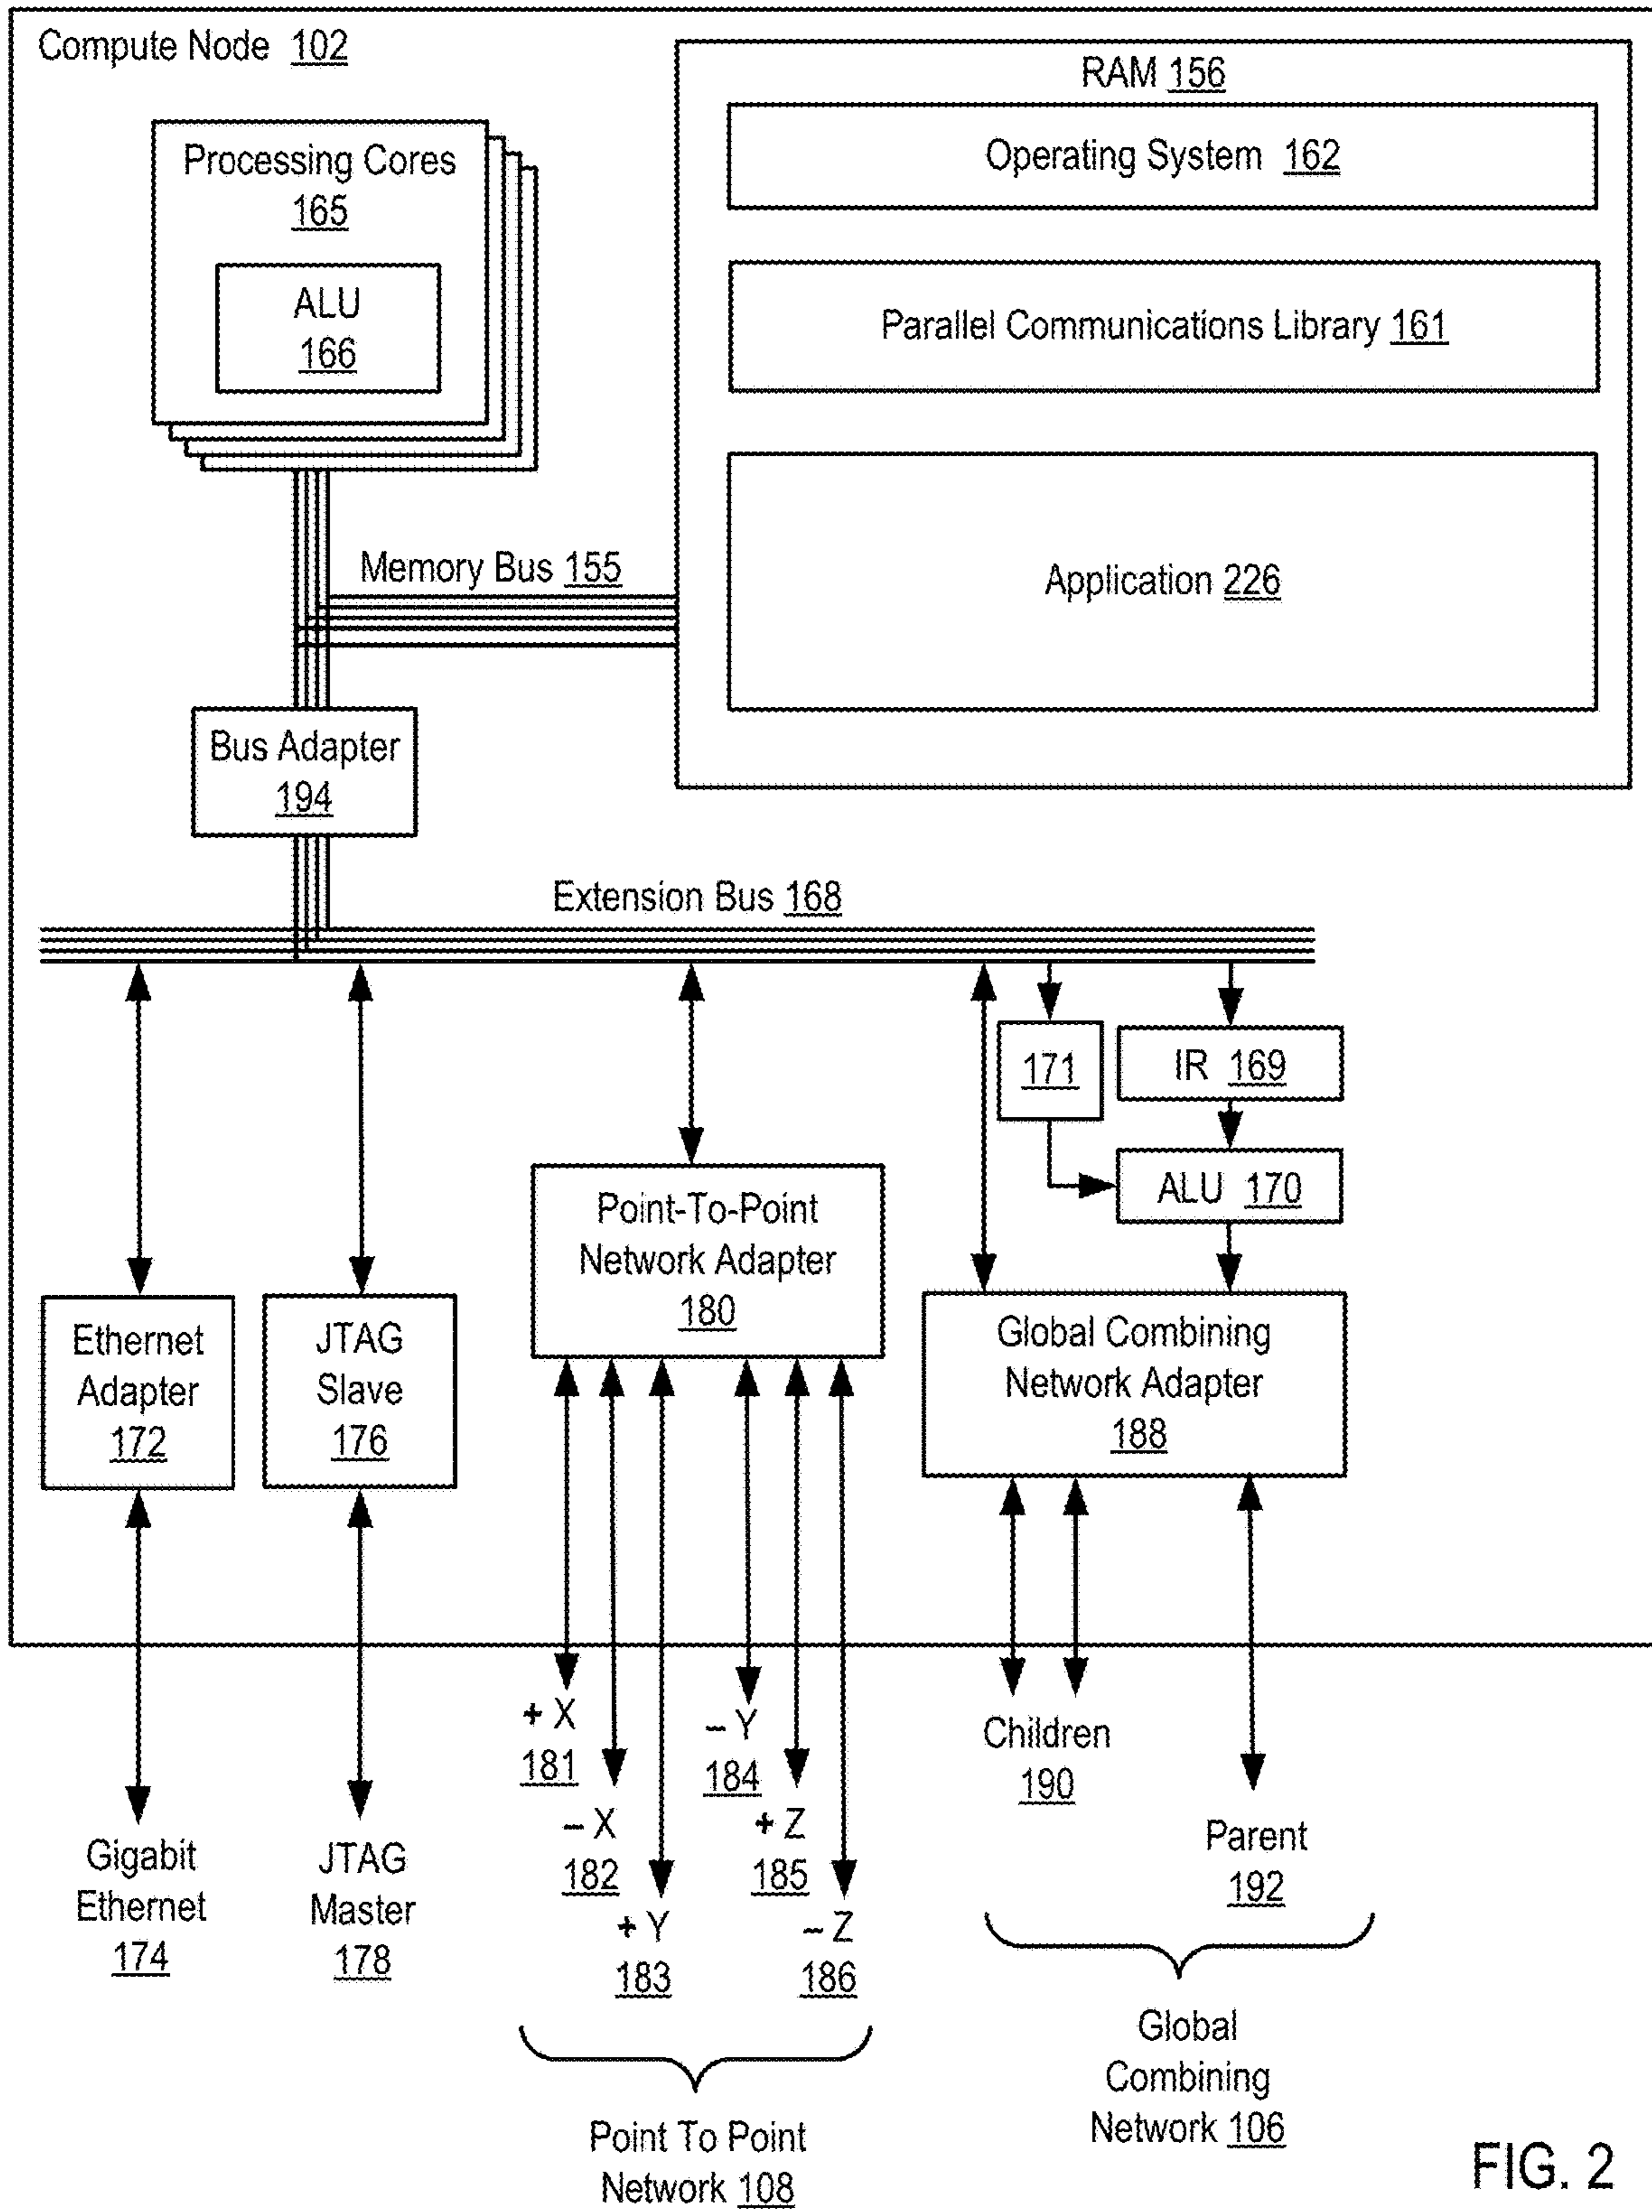 Compute Node 102
RAM 156
Processing Cores
165
ALU
166
Operating System 162
Parallel Communications Library 161
Application 226
Memory Bus 155
Bus Adapter
194
Extension Bus 168
171
IR 169
ALU 170
Ethernet
Adapter
172
JTAG
Slave
176
Point-To-Point
Network Adapter
180
Global Combining
Network Adapter
188
+ X
181
– X
182
+ Y
183
– Y
184
+ Z
185
– Z
186
Children
190
Parent
192
Gigabit
Ethernet
174
JTAG
Master
178
Point To Point
Network 108
Global
Combining
Network 106
FIG. 2